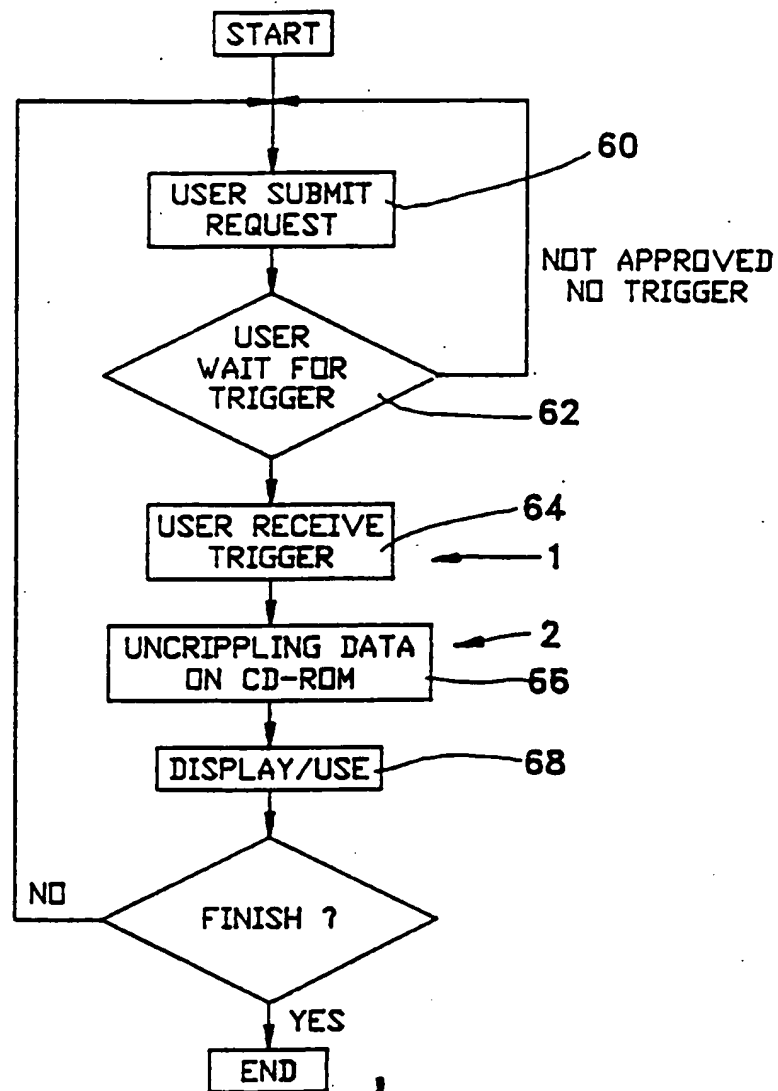 START
60
USER SUBMIT
REQUEST
NOT APPROVED
NO TRIGGER
USER
WAIT FOR
TRIGGER
62
USER RECEIVE
TRIGGER
64
1
UNCRIPPLING DATA
ON CD-ROM
2
66
DISPLAY/USE
68
NO
FINISH ?
YES
END